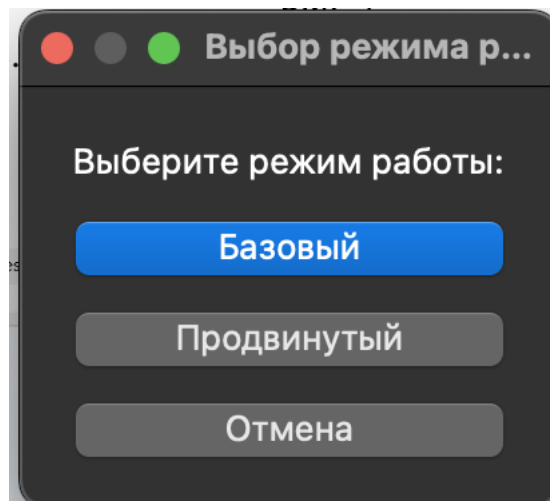 Выбор режима р...
Выберите режим работы:
Базовый
Продвинутый
Отмена